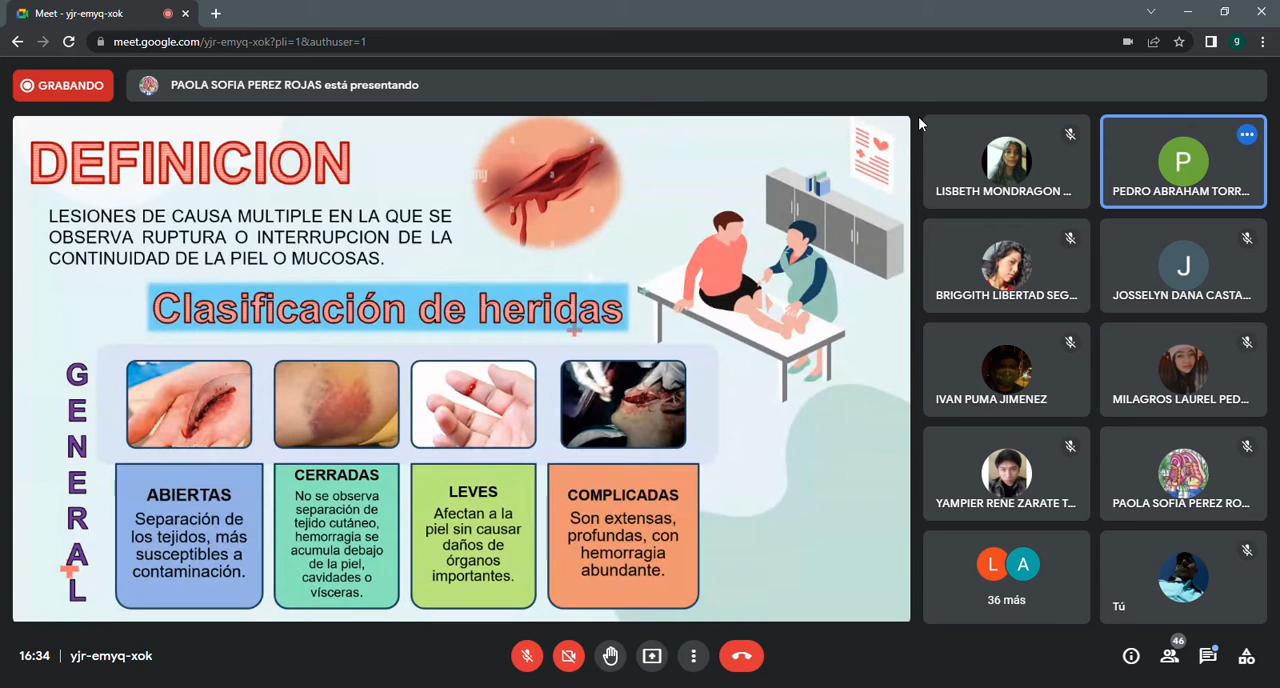 Meet - yjr-emyq-xok
meet.google.com/yjr-emyq-xok?pli=1&authuser=1
g
GRABANDO
PAOLA SOFIA PEREZ ROJAS está presentando
DEFINICION
LESIONES DE CAUSA MULTIPLE EN LA QUE SE
OBSERVA RUPTURA O INTERRUPCION DE LA
CONTINUIDAD DE LA PIEL O MUCOSAS.
Clasificación de heridas
GENERAL
ABIERTAS
Separación de
los tejidos, más
susceptibles a
contaminación.
CERRADAS
No se observa
separación de
tejido cutáneo,
hemorragia se
acumula debajo
de la piel,
cavidades o
vísceras.
LEVES
Afectan a la
piel sin causar
daños de
órganos
importantes.
COMPLICADAS
Son extensas,
profundas, con
hemorragia
abundante.
LISBETH MONDRAGON ...
P
PEDRO ABRAHAM TORR...
BRIGGITH LIBERTAD SEG...
J
JOSSELYN DANA CASTA...
IVAN PUMA JIMENEZ
MILAGROS LAUREL PED...
YAMPIER RENE ZARATE T...
PAOLA SOFIA PEREZ RO...
L A
36 más
Tú
16:34 | yjr-emyq-xok
46